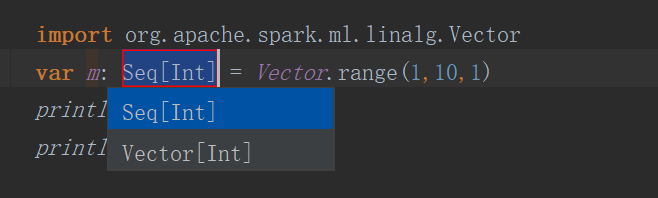 import org.apache.spark.ml.linalg.Vector
var m: Seq[Int] = Vector.range(1,10,1)
printl
Seq[Int]
printl
Vector[Int]